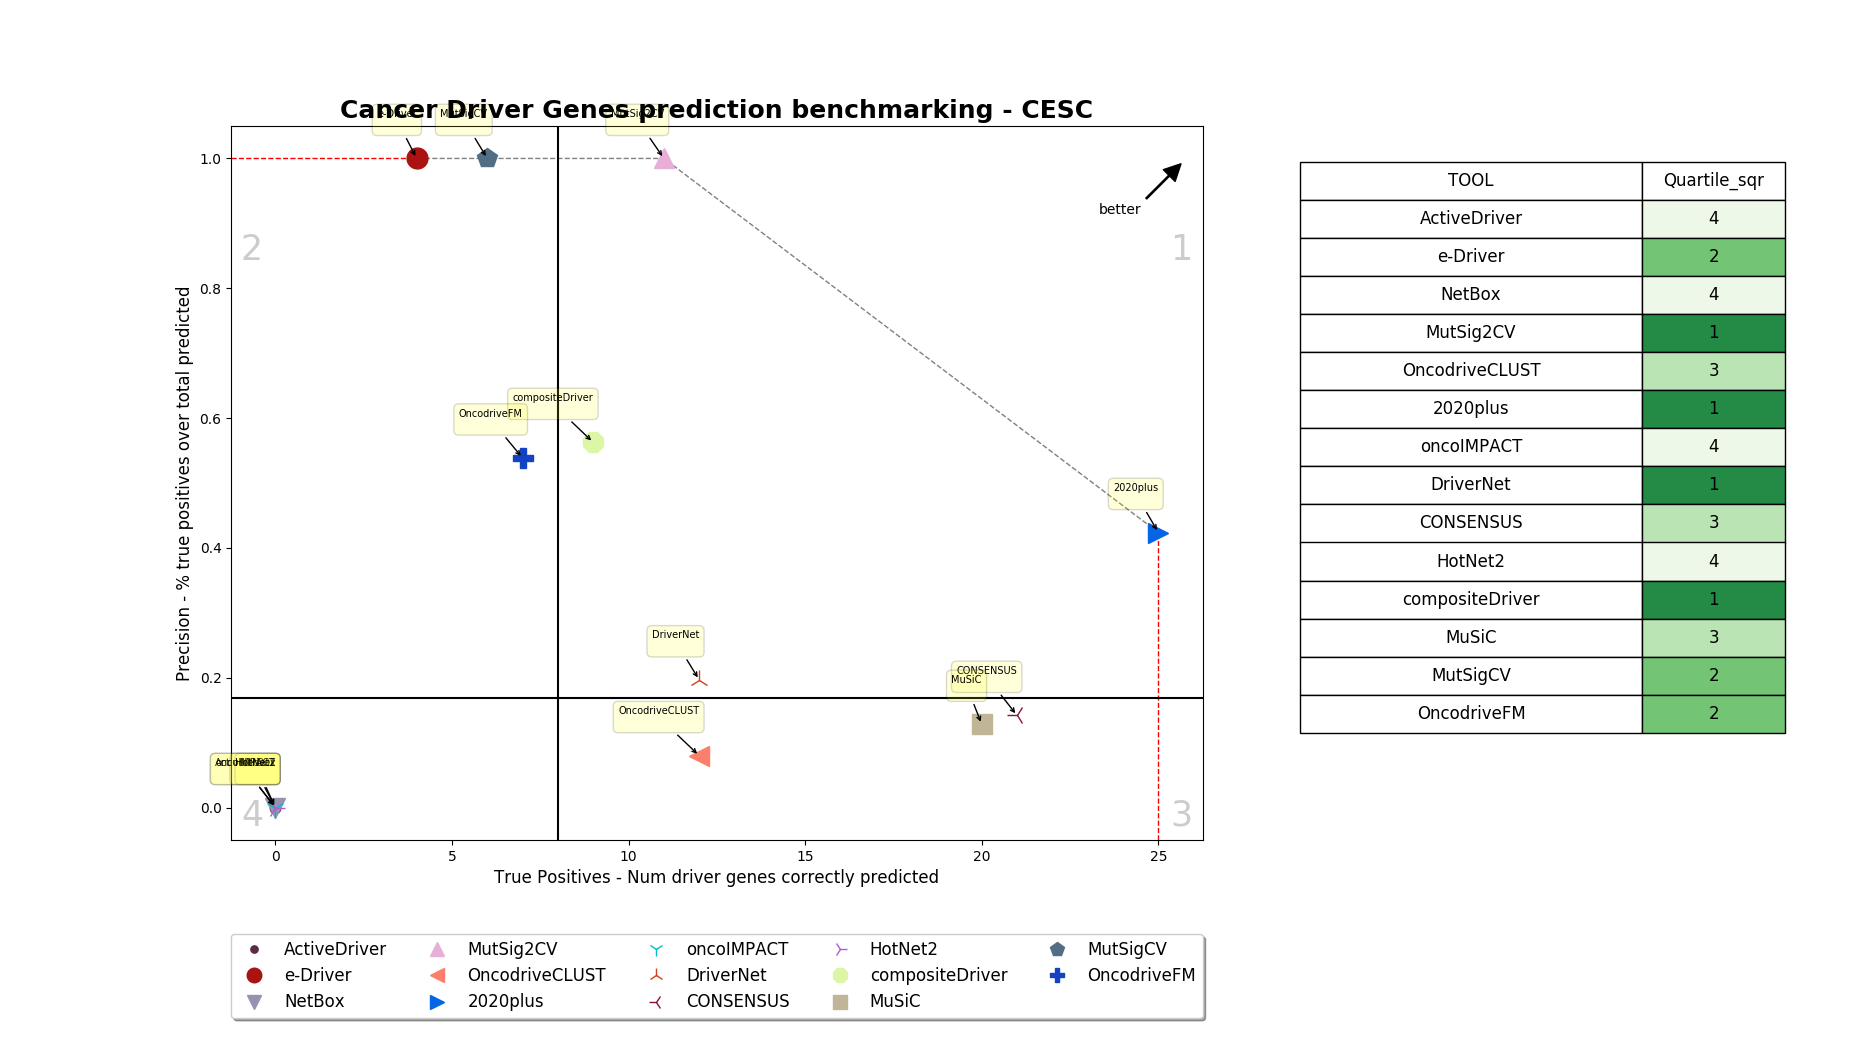 Cancer Driver Genes prediction benchmarking - CESC
MutSigCV
MutSig2CV
1.0
better
2
1
0.8
compositeDriver
OncodriveFM
0.6
2020plus
0.4
DriverNet
CONSENSUS
MuSiC
0.2
OncodriveCLUST
HotNet2
0.0
4
3
0 5 10 15 20 25
Precision - % true positives over total predicted
True Positives - Num driver genes correctly predicted
ActiveDriver MutSig2CV oncoIMPACT HotNet2 MutSigCV
e-Driver OncodriveCLUST DriverNet compositeDriver OncodriveFM
NetBox 2020plus CONSENSUS MuSiC
TOOL Quartile_sqr
ActiveDriver 4
e-Driver 2
NetBox 4
MutSig2CV 1
OncodriveCLUST 3
2020plus 1
oncoIMPACT 4
DriverNet 1
CONSENSUS 3
HotNet2 4
compositeDriver 1
MuSiC 3
MutSigCV 2
OncodriveFM 2